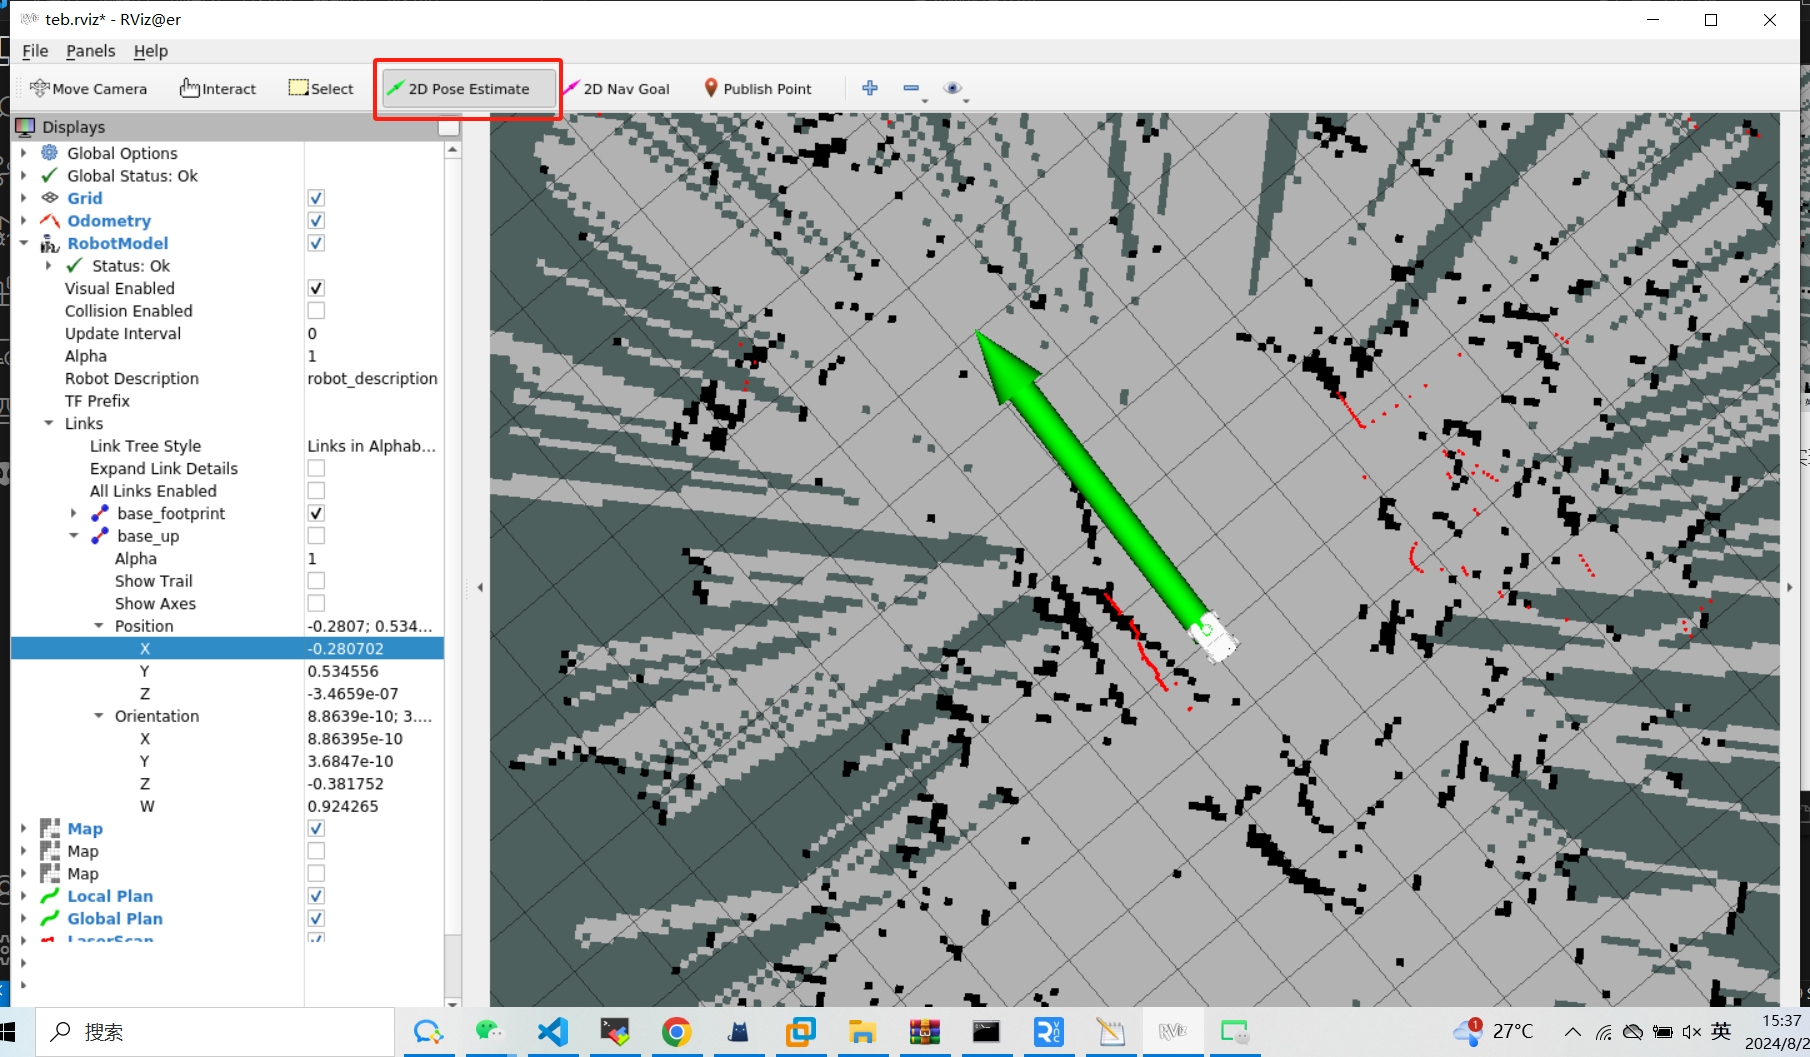 teb.rviz* - RViz@er
File Panels Help
Move Camera Interact Select 2D Pose Estimate 2D Nav Goal Publish Point
Displays
Global Options
Global Status: Ok
Grid
Odometry
RobotModel
Status: Ok
Visual Enabled
Collision Enabled
Update Interval 0
Alpha 1
Robot Description robot_description
TF Prefix
Links
Link Tree Style Links in Alphab...
Expand Link Details
All Links Enabled
base_footprint
base_up
Alpha 1
Show Trail
Show Axes
Position -0.2807; 0.534...
X -0.280702
Y 0.534556
Z -3.4659e-07
Orientation 8.8639e-10; 3....
X 8.86395e-10
Y 3.6847e-10
Z -0.381752
W 0.924265
Map
Map
Map
Local Plan
Global Plan
LaserScan
搜索
RViz
1
27°C
英
15:37
2024/8/2